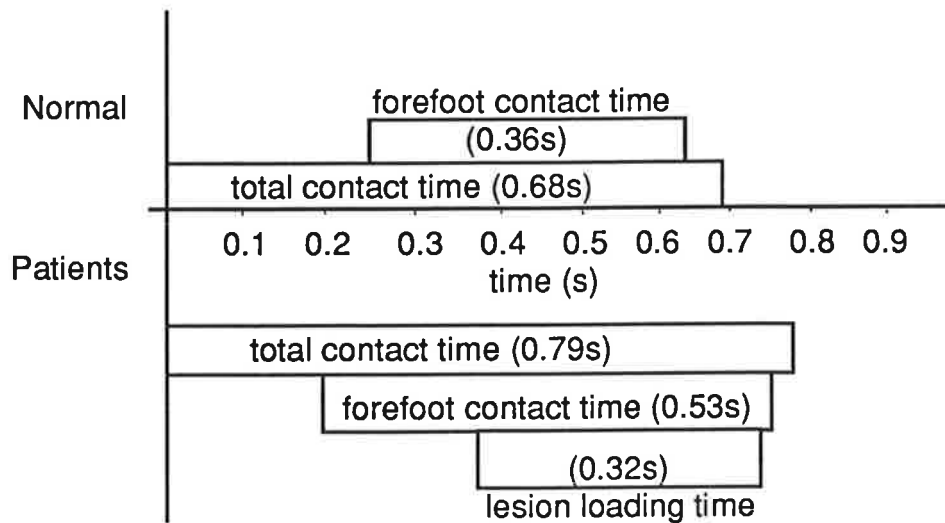 Normal
forefoot contact time
(0.36s)
total contact time (0.68s)
0.1 0.2 0.3 0.4 0.5 0.6 0.7 0.8 0.9
time (s)
Patients
total contact time (0.79s)
forefoot contact time (0.53s)
(0.32s)
lesion loading time